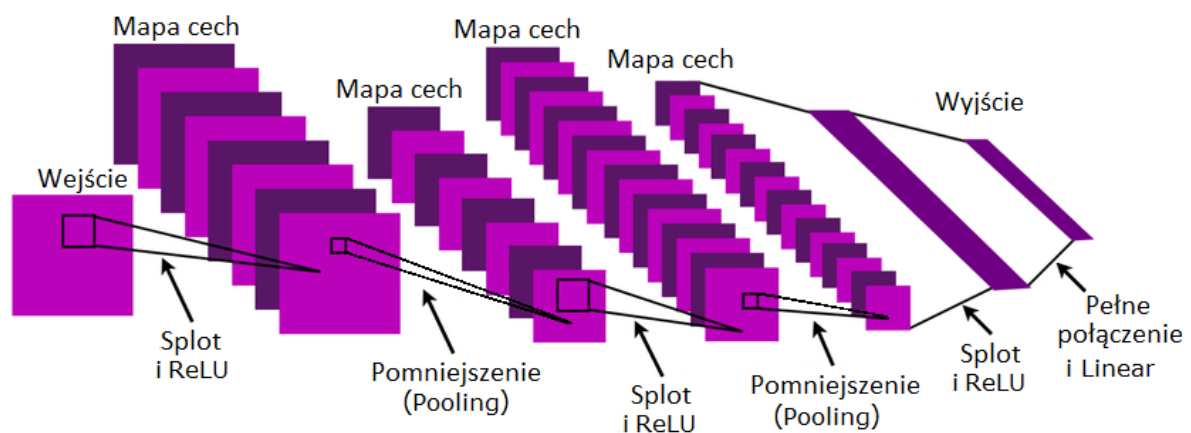 Mapa cech
Mapa cech
Mapa cech
Mapa cech
Wyjście
Wejście
Splot
i ReLU
Pomniejszenie
(Pooling)
Splot
i ReLU
Pomniejszenie
(Pooling)
Splot
i ReLU
Pełne
połączenie
i Linear